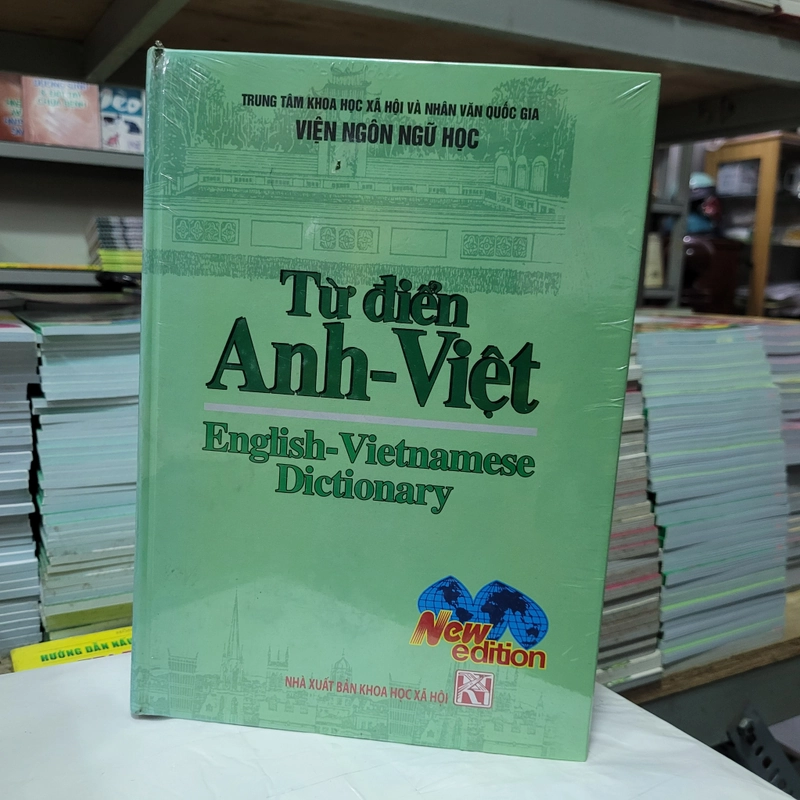 TRUNG TÂM KHOA HỌC XÃ HỘI VÀ NHÂN VĂN QUỐC GIA
VIỆN NGÔN NGỮ HỌC
Từ điển
Anh-Việt
English-Vietnamese
Dictionary
New
edition
NHÀ XUẤT BẢN KHOA HỌC XÃ HỘI
HƯỚNG DẪN